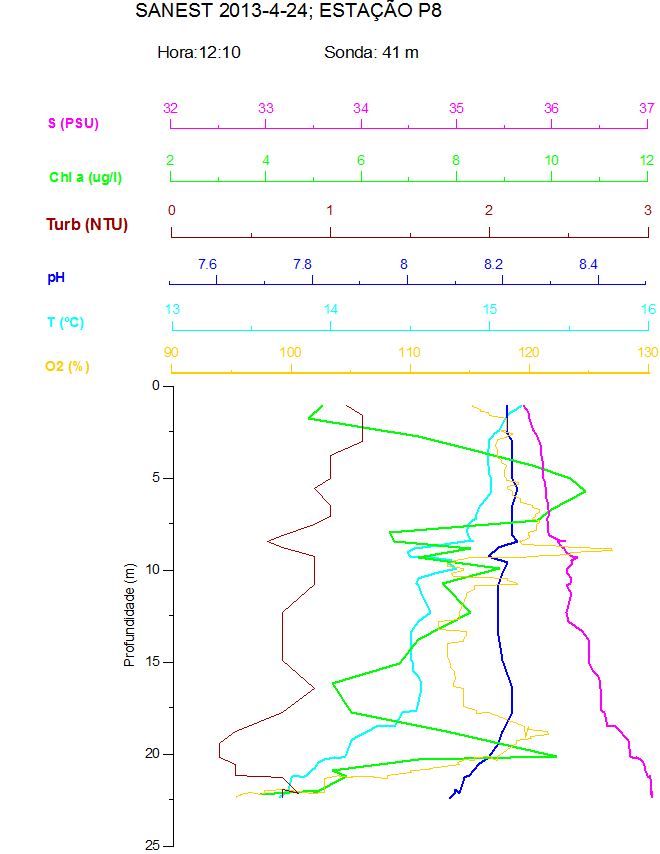 SANEST 2013-4-24; ESTAÇÃO P8
Hora:12:10 Sonda: 41 m
32 33 34 35 36 37
S (PSU)
2 4 6 8 10 12
Chl a (ug/l)
0 1 2 3
Turb (NTU)
7.6 7.8 8 8.2 8.4
pH
13 14 15 16
T (ºC)
90 100 110 120 130
O2 (%)
0
5
10
15
20
25
Profundidade (m)